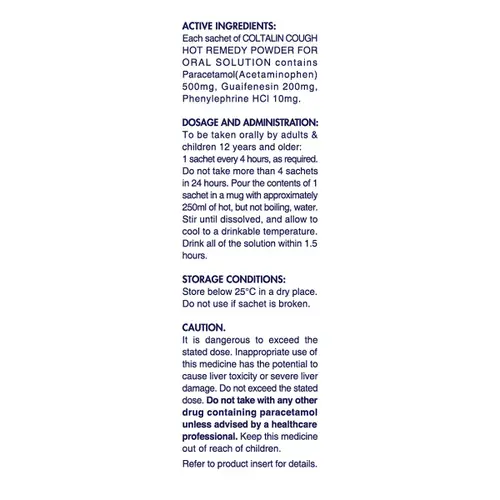 ACTIVE INGREDIENTS:
Each sachet of COLTALIN COUGH
HOT REMEDY POWDER FOR
ORAL SOLUTION contains
Paracetamol(Acetaminophen)
500mg, Guaifenesin 200mg,
Phenylephrine HCl 10mg.
DOSAGE AND ADMINISTRATION:
To be taken orally by adults &
children 12 years and older:
1 sachet every 4 hours, as required.
Do not take more than 4 sachets
in 24 hours. Pour the contents of 1
sachet in a mug with approximately
250ml of hot, but not boiling, water.
Stir until dissolved, and allow to
cool to a drinkable temperature.
Drink all of the solution within 1.5
hours.
STORAGE CONDITIONS:
Store below 25°C in a dry place.
Do not use if sachet is broken.
CAUTION.
It is dangerous to exceed the
stated dose. Inappropriate use of
this medicine has the potential to
cause liver toxicity or severe liver
damage. Do not exceed the stated
dose. Do not take with any other
drug containing paracetamol
unless advised by a healthcare
professional. Keep this medicine
out of reach of children.
Refer to product insert for details.